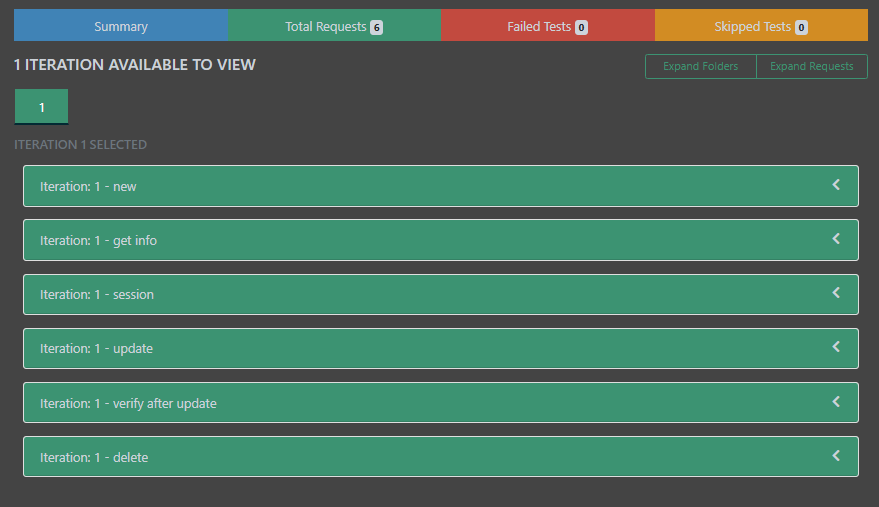 Summary
Total Requests 6
Failed Tests 0
Skipped Tests 0
1 ITERATION AVAILABLE TO VIEW
Expand Folders
Expand Requests
1
ITERATION 1 SELECTED
Iteration: 1 - new
Iteration: 1 - get info
Iteration: 1 - session
Iteration: 1 - update
Iteration: 1 - verify after update
Iteration: 1 - delete